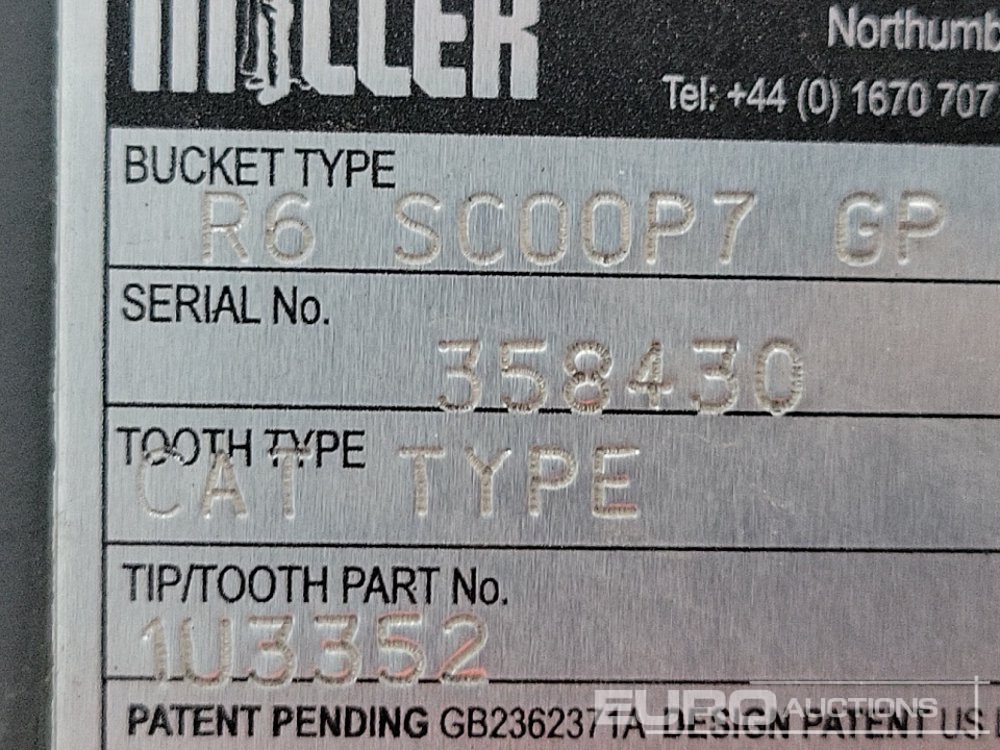 MILLER
Northumb
Tel: +44 (0) 1670 707
BUCKET TYPE
R6 SCOOP7 GP
SERIAL No.
358430
TOOTH TYPE
CAT TYPE
TIP/TOOTH PART No.
1U3352
PATENT PENDING GB2362371A DESIGN PATENT US
EURO AUCTIONS